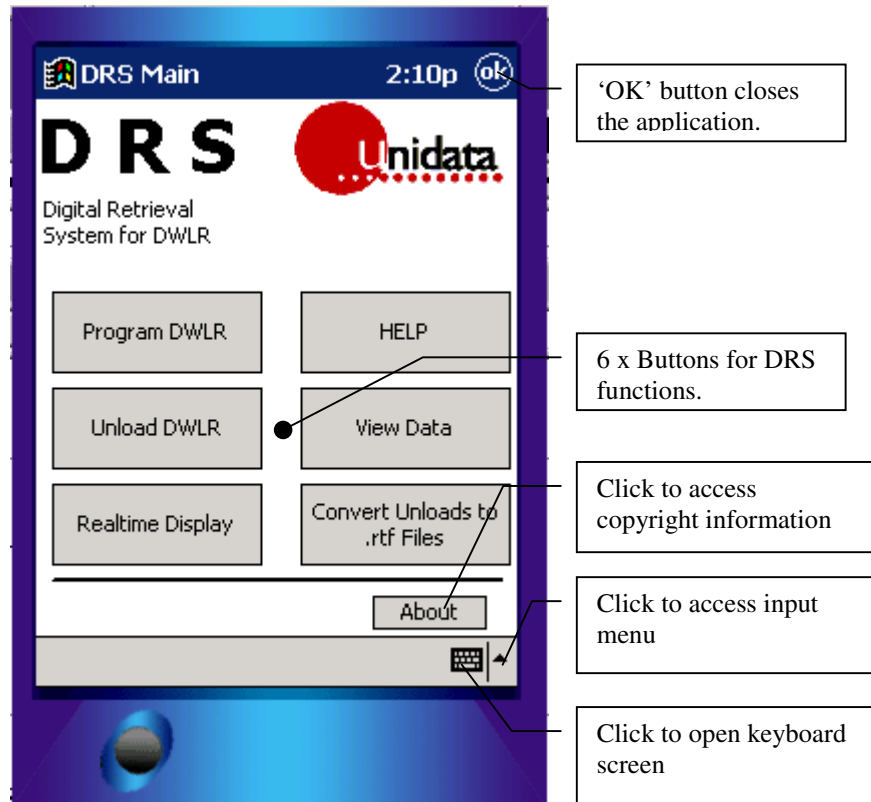 DRS Main 2:10p ok
D R S
Unidata
Digital Retrieval
System for DWLR
Program DWLR
HELP
Unload DWLR
View Data
Realtime Display
Convert Unloads to
.rtf Files
About
‘OK’ button closes
the application.
6 x Buttons for DRS
functions.
Click to access
copyright information
Click to access input
menu
Click to open keyboard
screen